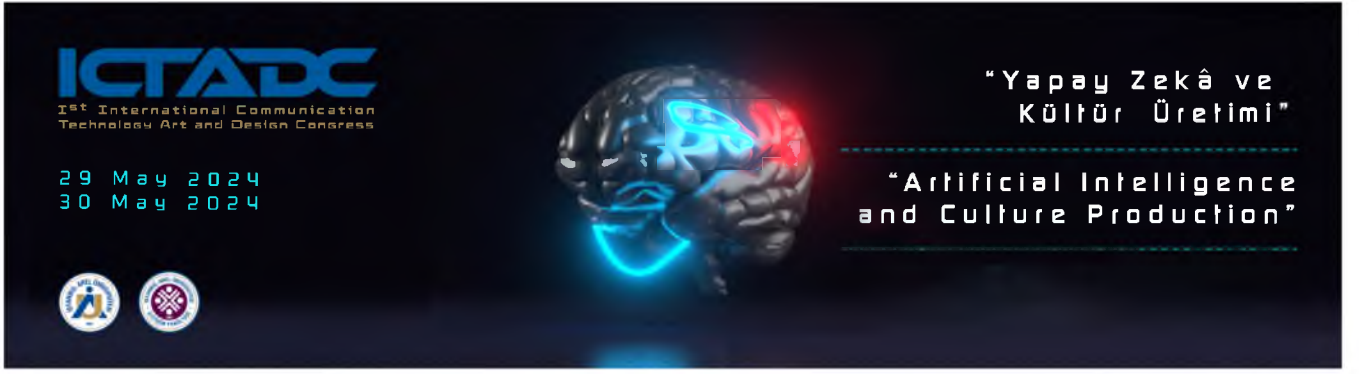 ICTADC
1st International Communication
Technology Art and Design Congress
29 May 2024
30 May 2024
"Yapay Zekâ ve
Kültür Üretimi"
"Artificial Intelligence
and Culture Production"